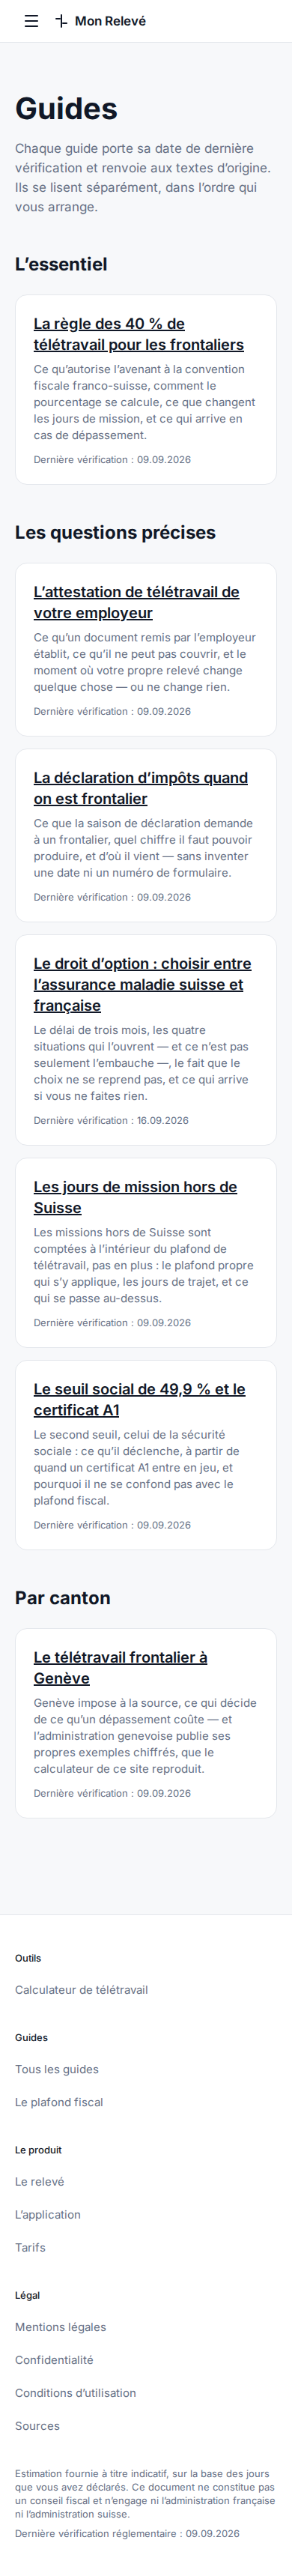 Mon Relevé
Guides
Chaque guide porte sa date de dernière
vérification et renvoie aux textes d’origine.
Ils se lisent séparément, dans l’ordre qui
vous arrange.
L’essentiel
La règle des 40 % de
télétravail pour les frontaliers
Ce qu’autorise l’avenant à la convention
fiscale franco-suisse, comment le
pourcentage se calcule, ce que changent
les jours de mission, et ce qui arrive en
cas de dépassement.
Dernière vérification : 09.09.2026
Les questions précises
L’attestation de télétravail de
votre employeur
Ce qu’un document remis par l’employeur
établit, ce qu’il ne peut pas couvrir, et le
moment où votre propre relevé change
quelque chose — ou ne change rien.
Dernière vérification : 09.09.2026
La déclaration d’impôts quand
on est frontalier
Ce que la saison de déclaration demande
à un frontalier, quel chiffre il faut pouvoir
produire, et d’où il vient — sans inventer
une date ni un numéro de formulaire.
Dernière vérification : 09.09.2026
Le droit d’option : choisir entre
l’assurance maladie suisse et
française
Le délai de trois mois, les quatre
situations qui l’ouvrent — et ce n’est pas
seulement l’embauche —, le fait que le
choix ne se reprend pas, et ce qui arrive
si vous ne faites rien.
Dernière vérification : 16.09.2026
Les jours de mission hors de
Suisse
Les missions hors de Suisse sont
comptées à l’intérieur du plafond de
télétravail, pas en plus : le plafond propre
qui s’y applique, les jours de trajet, et ce
qui se passe au-dessus.
Dernière vérification : 09.09.2026
Le seuil social de 49,9 % et le
certificat A1
Le second seuil, celui de la sécurité
sociale : ce qu’il déclenche, à partir de
quand un certificat A1 entre en jeu, et
pourquoi il ne se confond pas avec le
plafond fiscal.
Dernière vérification : 09.09.2026
Par canton
Le télétravail frontalier à
Genève
Genève impose à la source, ce qui décide
de ce qu’un dépassement coûte — et
l’administration genevoise publie ses
propres exemples chiffrés, que le
calculateur de ce site reproduit.
Dernière vérification : 09.09.2026
Outils
Calculateur de télétravail
Guides
Tous les guides
Le plafond fiscal
Le produit
Le relevé
L’application
Tarifs
Légal
Mentions légales
Confidentialité
Conditions d’utilisation
Sources
Estimation fournie à titre indicatif, sur la base des jours
que vous avez déclarés. Ce document ne constitue pas
un conseil fiscal et n’engage ni l’administration française
ni l’administration suisse.
Dernière vérification réglementaire : 09.09.2026